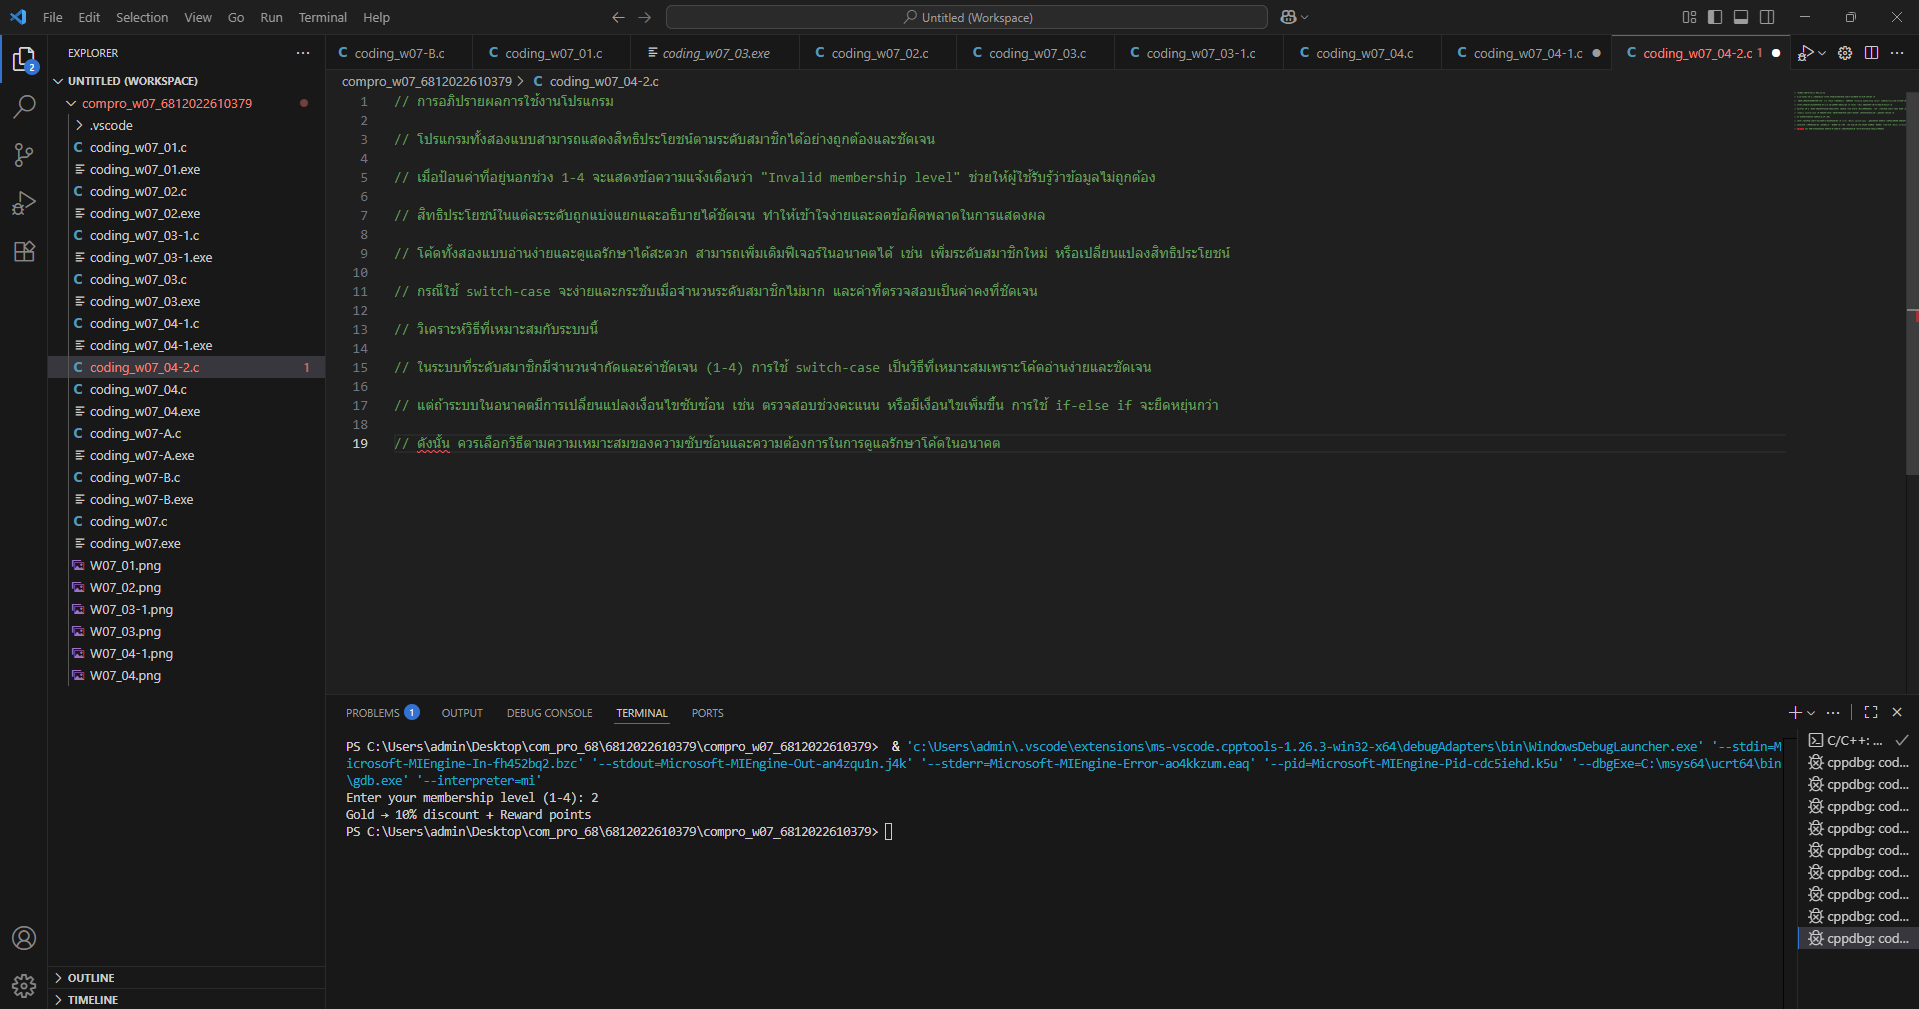 File Edit Selection View Go Run Terminal Help
Untitled (Workspace)
EXPLORER
2
UNTITLED (WORKSPACE)
compro_w07_6812022610379
.vscode
coding_w07_01.c
coding_w07_01.exe
coding_w07_02.c
coding_w07_02.exe
coding_w07_03-1.c
coding_w07_03-1.exe
coding_w07_03.c
coding_w07_03.exe
coding_w07_04-1.c
coding_w07_04-1.exe
coding_w07_04-2.c 1
coding_w07_04.c
coding_w07_04.exe
coding_w07-A.c
coding_w07-A.exe
coding_w07-B.c
coding_w07-B.exe
coding_w07.c
coding_w07.exe
W07_01.png
W07_02.png
W07_03-1.png
W07_03.png
W07_04-1.png
W07_04.png
OUTLINE
TIMELINE
C coding_w07-B.c C coding_w07_01.c coding_w07_03.exe C coding_w07_02.c C coding_w07_03.c C coding_w07_03-1.c C coding_w07_04.c C coding_w07_04-1.c C coding_w07_04-2.c 1
compro_w07_6812022610379 > C coding_w07_04-2.c
1 // การอภิปรายผลการใช้งานโปรแกรม
2
3 // โปรแกรมทั้งสองแบบสามารถแสดงสิทธิประโยชน์ตามระดับสมาชิกได้อย่างถูกต้องและชัดเจน
4
5 // เมื่อป้อนค่าที่อยู่นอกช่วง 1-4 จะแสดงข้อความแจ้งเตือนว่า "Invalid membership level" ช่วยให้ผู้ใช้รับรู้ว่าข้อมูลไม่ถูกต้อง
6
7 // สิทธิประโยชน์ในแต่ละระดับถูกแบ่งแยกและอธิบายได้ชัดเจน ทำให้เข้าใจง่ายและลดข้อผิดพลาดในการแสดงผล
8
9 // โค้ดทั้งสองแบบอ่านง่ายและดูแลรักษาได้สะดวก สามารถเพิ่มเติมฟีเจอร์ในอนาคตได้ เช่น เพิ่มระดับสมาชิกใหม่ หรือเปลี่ยนแปลงสิทธิประโยชน์
10
11 // กรณีใช้ switch-case จะง่ายและกระชับเมื่อจำนวนระดับสมาชิกไม่มาก และค่าที่ตรวจสอบเป็นค่าคงที่ชัดเจน
12
13 // วิเคราะห์วิธีที่เหมาะสมกับระบบนี้
14
15 // ในระบบที่ระดับสมาชิกมีจำนวนจำกัดและค่าชัดเจน (1-4) การใช้ switch-case เป็นวิธีที่เหมาะสมเพราะโค้ดอ่านง่ายและชัดเจน
16
17 // แต่ถ้าระบบในอนาคตมีการเปลี่ยนแปลงเงื่อนไขซับซ้อน เช่น ตรวจสอบช่วงคะแนน หรือมีเงื่อนไขเพิ่มขึ้น การใช้ if-else if จะยืดหยุ่นกว่า
18
19 // ดังนั้น ควรเลือกวิธีตามความเหมาะสมของความซับซ้อนและความต้องการในการดูแลรักษาโค้ดในอนาคต
PROBLEMS 1 OUTPUT DEBUG CONSOLE TERMINAL PORTS
PS C:\Users\admin\Desktop\com_pro_68\6812022610379\compro_w07_6812022610379> & 'c:\Users\admin\.vscode\extensions\ms-vscode.cpptools-1.26.3-win32-x64\debugAdapters\bin\WindowsDebugLauncher.exe' '--stdin=M
icrosoft-MIEngine-In-fh452bq2.bzc' '--stdout=Microsoft-MIEngine-Out-an4zqu1n.j4k' '--stderr=Microsoft-MIEngine-Error-ao4kkzum.eaq' '--pid=Microsoft-MIEngine-Pid-cdc5iehd.k5u' '--dbgExe=C:\msys64\ucrt64\bin
\gdb.exe' '--interpreter=mi'
Enter your membership level (1-4): 2
Gold → 10% discount + Reward points
PS C:\Users\admin\Desktop\com_pro_68\6812022610379\compro_w07_6812022610379>
C/C++: ...
cppdbg: cod...
cppdbg: cod...
cppdbg: cod...
cppdbg: cod...
cppdbg: cod...
cppdbg: cod...
cppdbg: cod...
cppdbg: cod...
cppdbg: cod...